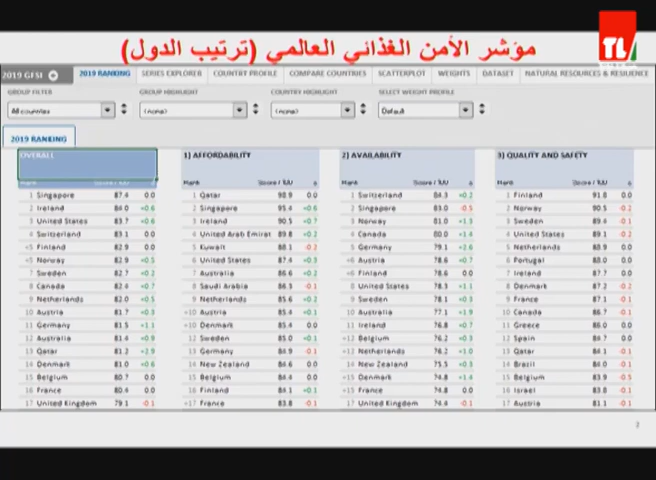 مؤشر الأمن الغذائي العالمي (ترتيب الدول)
TL
2019 GFSI
2019 RANKING SERIES EXPLORER COUNTRY PROFILE COMPARE COUNTRIES SCATTERPLOT WEIGHTS DATASET NATURAL RESOURCES & RESILIENCE
GROUP FILTER GROUP HIGHLIGHT COUNTRY HIGHLIGHT SELECT WEIGHT PROFILE
All countries (none) (none) Default
2019 RANKING
OVERALL 1) AFFORDABILITY 2) AVAILABILITY 3) QUALITY AND SAFETY
1 Singapore 87.4 0.0 1 Qatar 98.9 0.0 1 Switzerland 84.3 +0.2 1 Finland 91.8 0.0
2 Ireland 84.0 +0.6 2 Singapore 95.4 +0.6 2 Singapore 83.0 -0.5 2 Norway 90.5 -0.2
3 United States 83.7 +0.6 3 Ireland 90.5 +0.7 3 Norway 81.0 3 Sweden 89.4 -0.1
4 Switzerland 83.1 0.0 4 United Arab Emirat 89.8 +0.2 4 Canada 80.0 +1.4 4 United States 89.1 -0.2
=5 Finland 82.9 0.0 5 Kuwait 88.1 -0.2 5 Germany 79.1 +2.6 5 Netherlands 88.9 0.0
=5 Norway 82.9 +0.5 6 United States 87.4 +0.3 =6 Austria 78.6 +0.7 6 Portugal 88.0 0.0
7 Sweden 82.7 +0.2 7 Australia 86.6 +0.2 =6 Finland 78.6 0.0 7 Ireland 87.7 0.0
8 Canada 82.4 +0.7 8 Saudi Arabia 86.3 -0.1 8 United States 78.3 +1.1 8 Denmark 87.2 -0.2
9 Netherlands 82.0 +0.5 9 Netherlands 85.6 +0.2 9 Sweden 78.1 +0.3 9 France 87.1 -0.1
10 Austria 81.7 +0.3 =10 Austria 85.4 +0.1 10 Australia 77.1 +1.9 10 Canada 86.7 -0.1
11 Germany 81.5 +1.1 =10 Denmark 85.4 0.0 11 Ireland 76.8 +0.7 11 Greece 86.0 0.0
12 Australia 81.4 +0.9 12 Sweden 85.0 +0.1 =12 Belgium 76.2 +0.3 12 Spain 84.7 0.0
13 Qatar 81.2 +2.9 13 Germany 84.9 -0.1 =12 Netherlands 76.2 +1.0 13 Qatar 84.1 -0.1
14 Denmark 81.0 +0.6 14 New Zealand 84.6 0.0 14 New Zealand 75.5 +0.3 14 Brazil 84.0 -0.1
15 Belgium 80.7 0.0 15 Belgium 84.4 0.0 =15 Denmark 74.8 +1.4 15 Belgium 83.9 -0.5
16 France 80.4 0.0 16 Finland 84.1 +0.1 =15 France 74.8 0.0 16 Israel 83.8 -0.1
17 United Kingdom 79.1 -0.1 =17 France 83.8 -0.1 17 United Kingdom 74.4 -0.1 17 Austria 81.1 -0.1
2